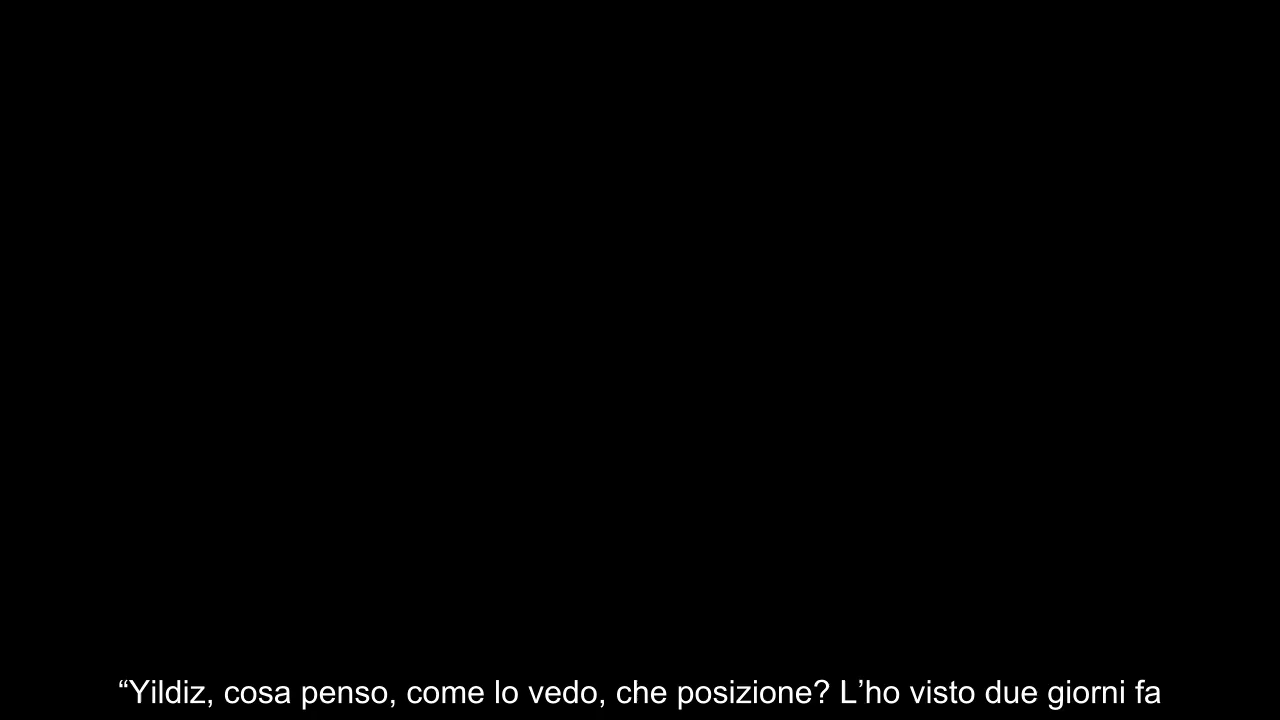 “Yildiz, cosa penso, come lo vedo, che posizione? L’ho visto due giorni fa